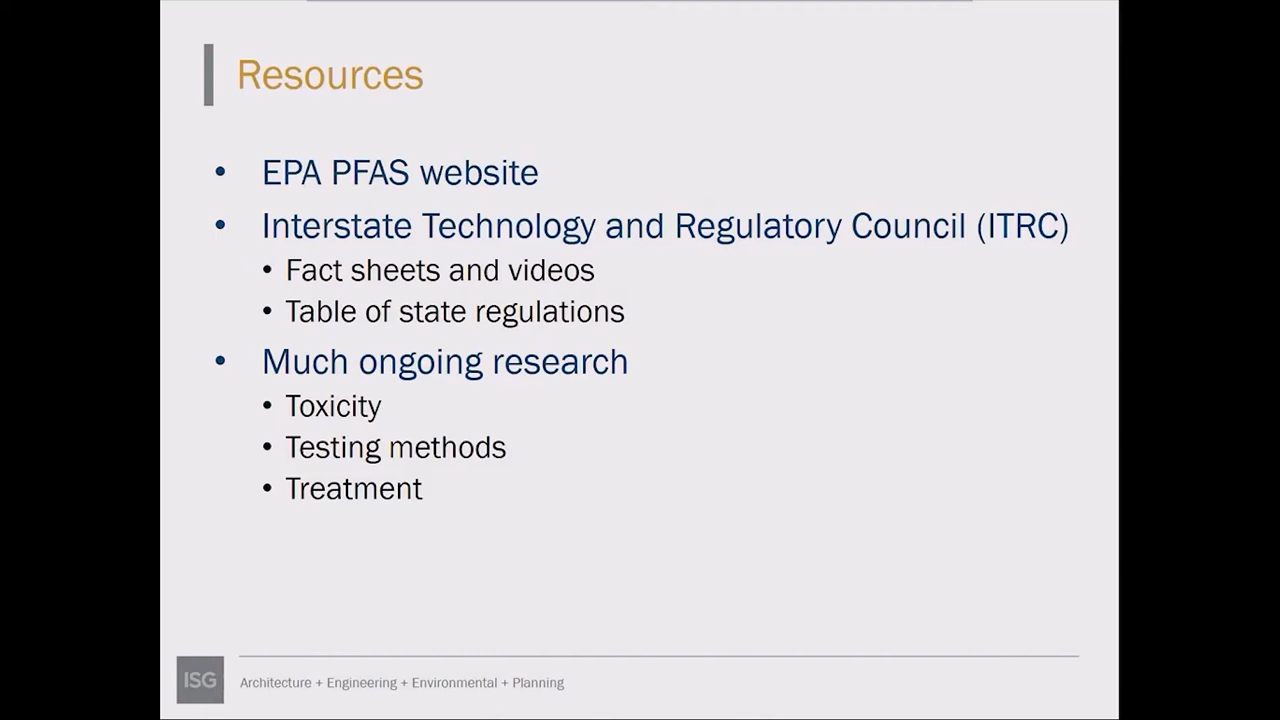 Resources
• EPA PFAS website
• Interstate Technology and Regulatory Council (ITRC)
• Fact sheets and videos
• Table of state regulations
• Much ongoing research
• Toxicity
• Testing methods
• Treatment
ISG
Architecture + Engineering + Environmental + Planning